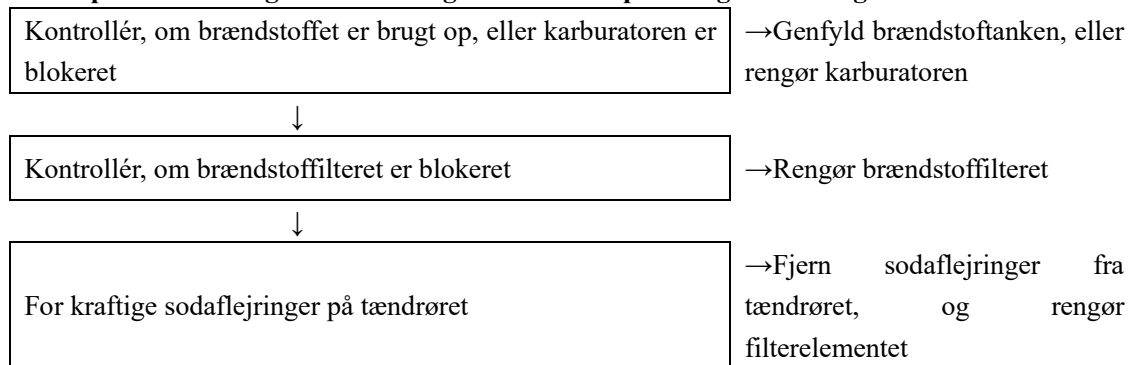 Kontrollér, om brændstoffet er brugt op, eller karburatoren er
blokeret
→Genfyld brændstoftanken, eller
rengør karburatoren
↓
Kontrollér, om brændstoffilteret er blokeret
→Rengør brændstoffilteret
↓
For kraftige sodaflejringer på tændrøret
→Fjern sodaflejringer fra
tændrøret, og rengør
filterelementet